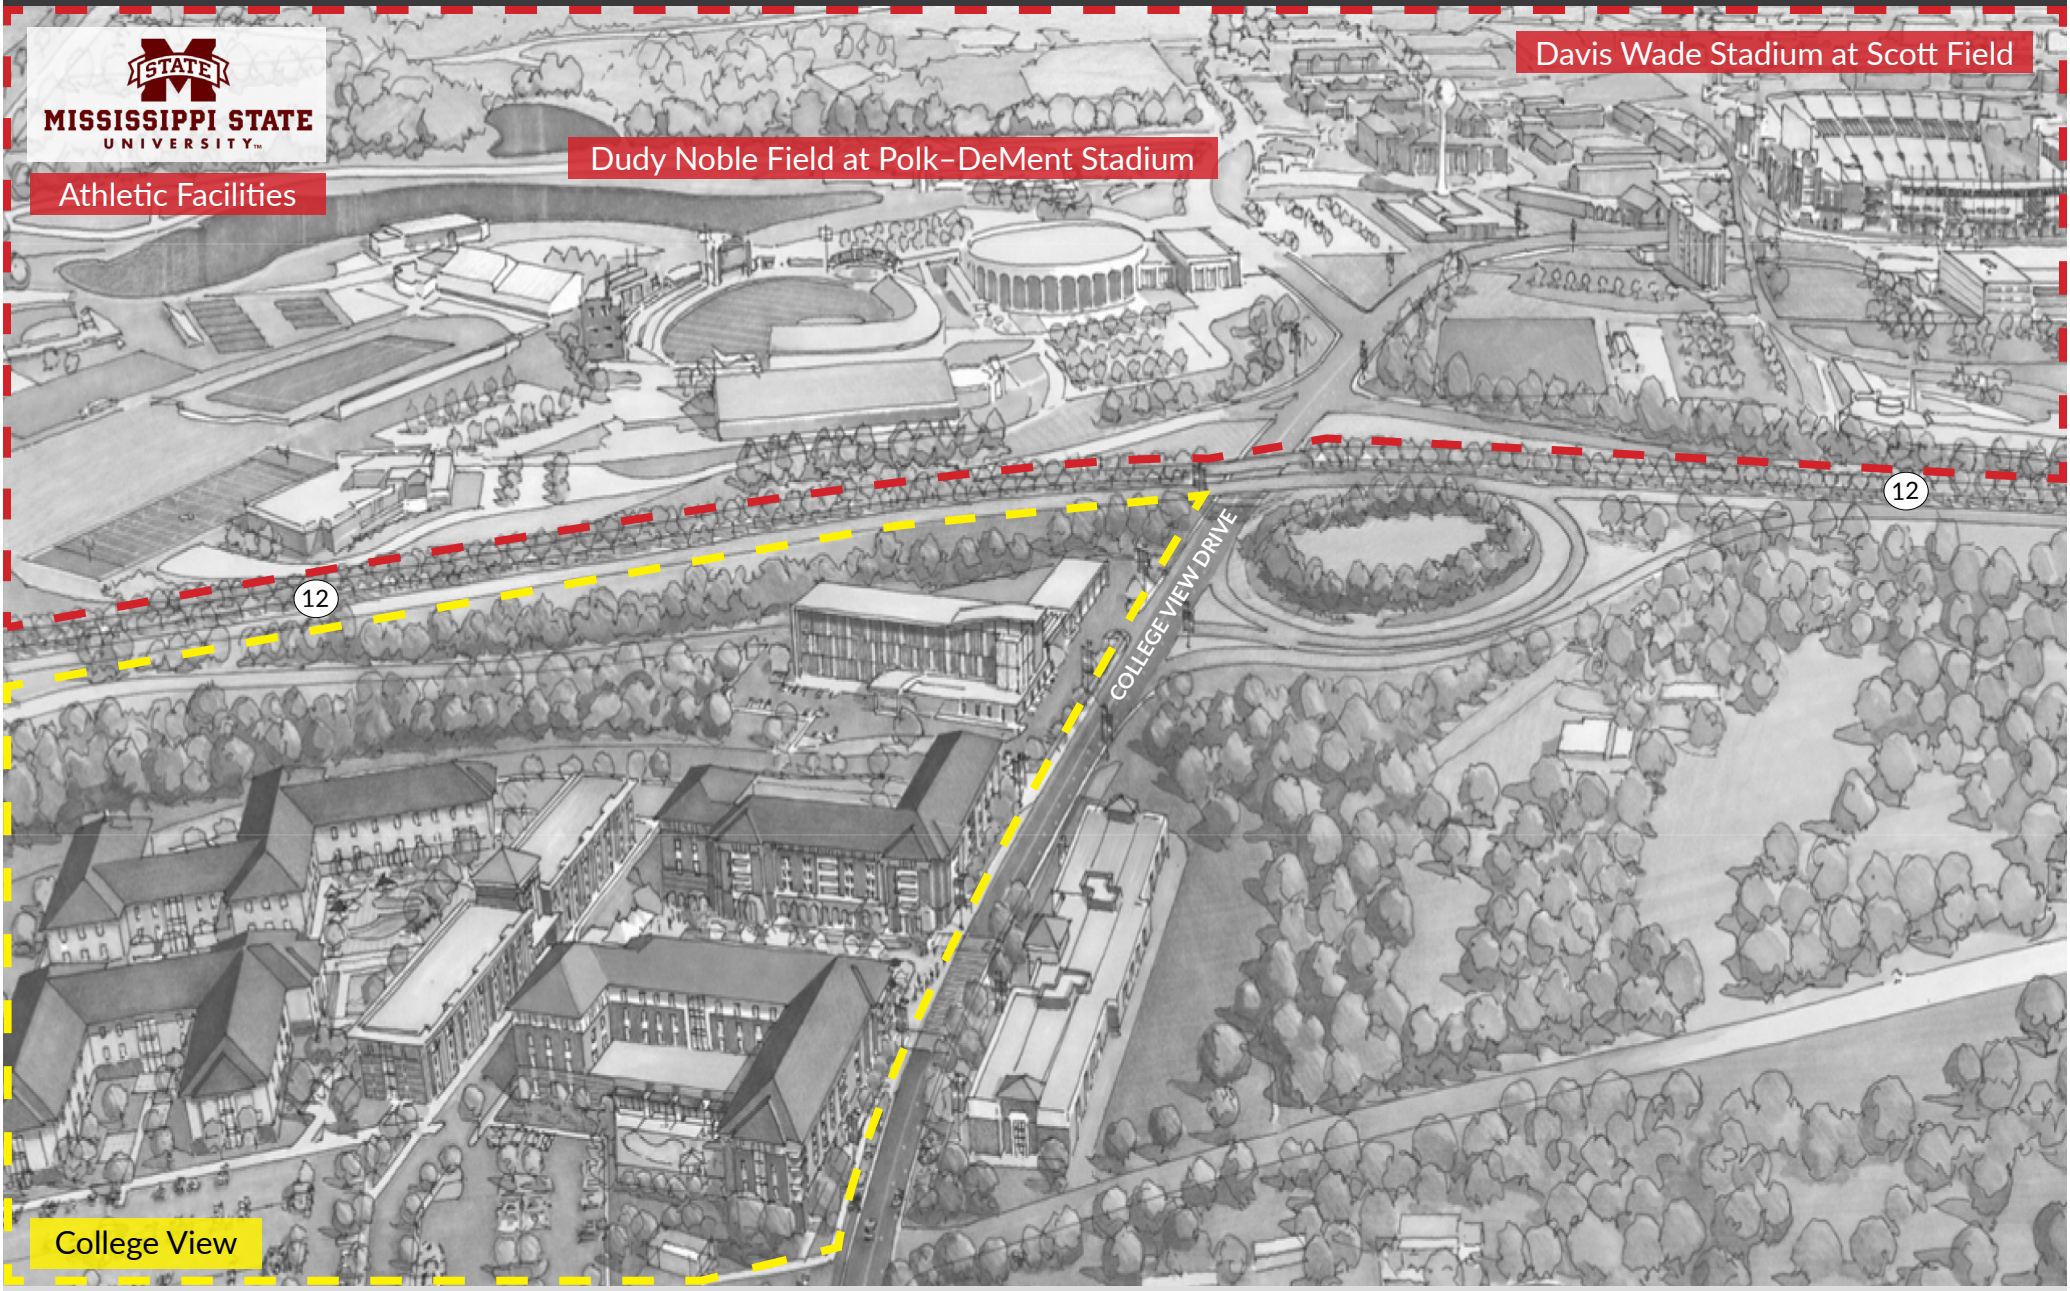 STATE
MISSISSIPPI STATE
UNIVERSITY™
Athletic Facilities
Dudy Noble Field at Polk–DeMent Stadium
Davis Wade Stadium at Scott Field
12
12
COLLEGE VIEW DRIVE
College View